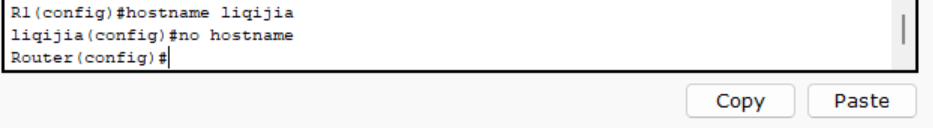 R1(config)#hostname liqijia
liqijia(config)#no hostname
Router(config)#
Copy
Paste